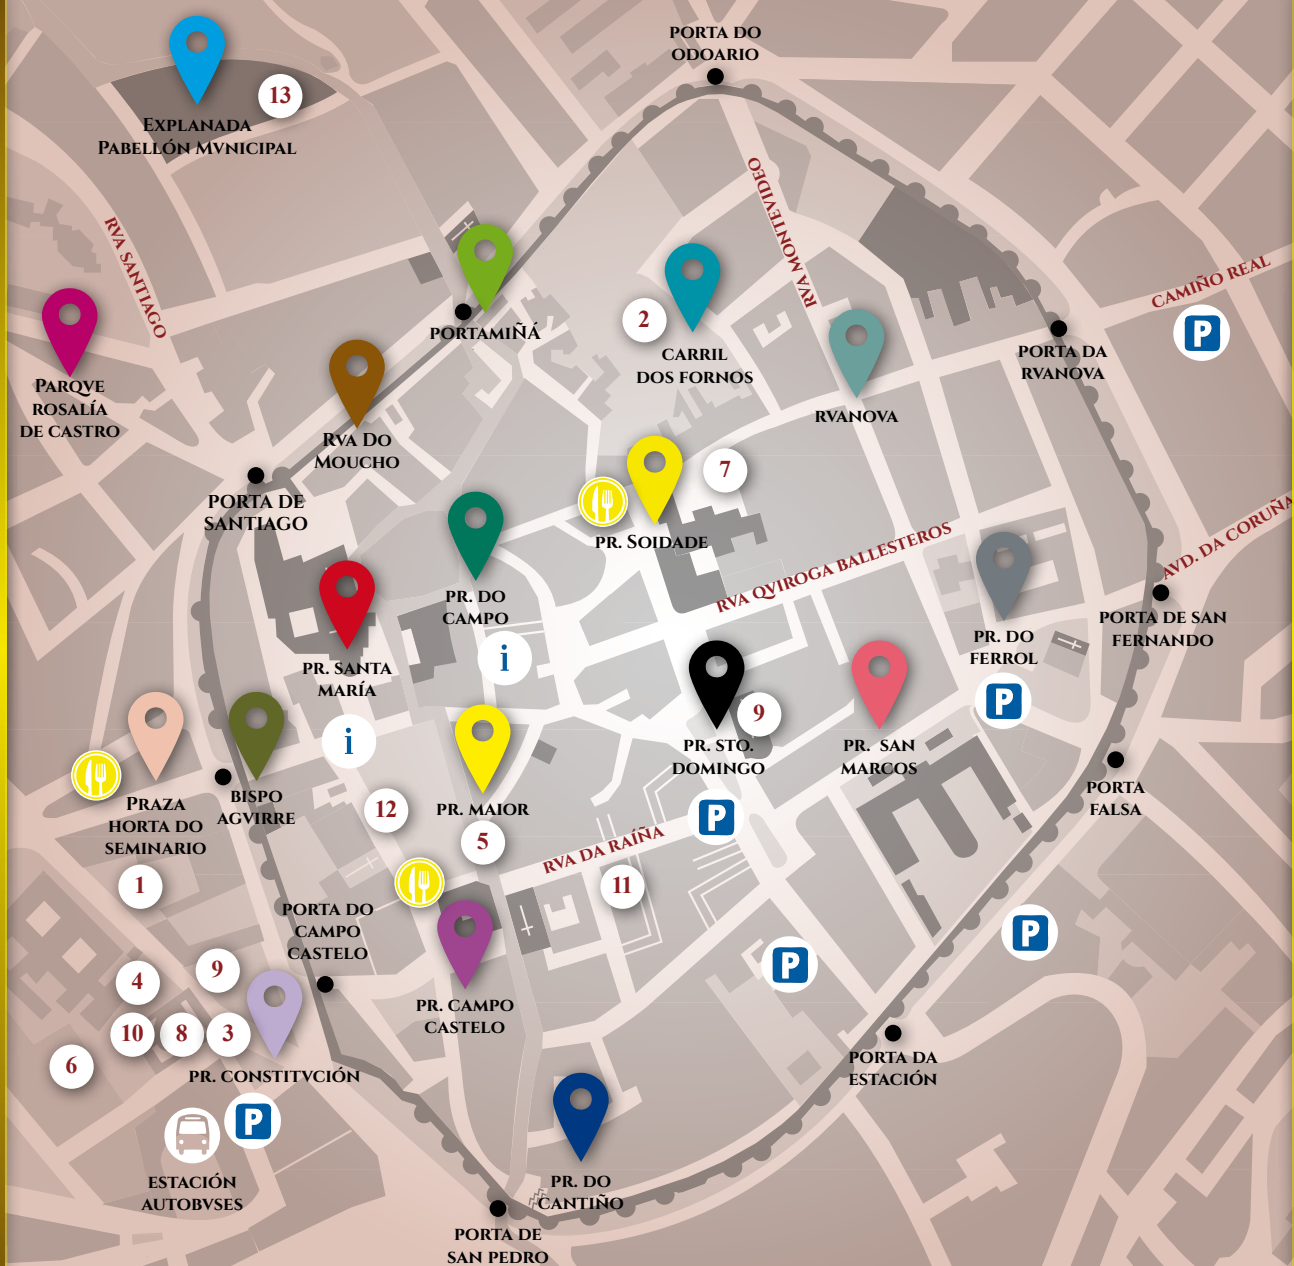 PORTA DO
ODOARIO
13
EXPLANADA
PABELLÓN MVNICIPAL
RVA SANTIAGO
RVA MONTEVIDEO
CAMIÑO REAL
P
PORTAMIÑÁ
2
CARRIL
DOS FORNOS
PORTA DA
RVANOVA
PARQVE
ROSALÍA
DE CASTRO
RVANOVA
RVA DO
MOUCHO
7
PORTA DE
SANTIAGO
PR. SOIDADE
AVD. DA CORUÑA
RVA QVIROGA BALLESTEROS
PR. DO
CAMPO
i
PORTA DE SAN
FERNANDO
PR. DO
FERROL
P
PR. SANTA
MARÍA
i
9
PR. STO.
DOMINGO
P
PR. SAN
MARCOS
PORTA
FALSA
BISPO
AGVIRRE
PRAZA
HORTA DO
SEMINARIO
1
12
PR. MAIOR
5
RVA DA RAÍÑA
11
PORTA DO
CAMPO
CASTELO
P
P
9
4
10
8
3
6
PR. CAMPO
CASTELO
PORTA DA
ESTACIÓN
PR. CONSTITVCIÓN
P
ESTACIÓN
AUTOBVSES
PR. DO
CANTIÑO
PORTA DE
SAN PEDRO